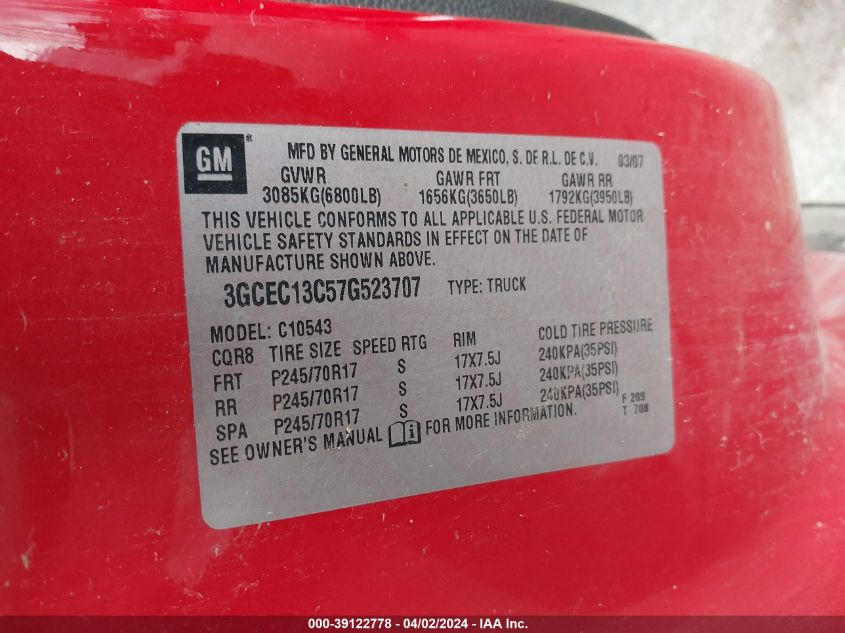 GM ® MFD BY GENERAL MOTORS DE MEXICO, S. DE R.L. DE C.V. 03/07
GVWR GAWR FRT GAWR RR
3085KG(6800LB) 1656KG(3650LB) 1792KG(3950LB)
THIS VEHICLE CONFORMS TO ALL APPLICABLE U.S. FEDERAL MOTOR
VEHICLE SAFETY STANDARDS IN EFFECT ON THE DATE OF
MANUFACTURE SHOWN ABOVE.
3GCEC13C57G523707 TYPE: TRUCK
MODEL: C10543
CQR8 TIRE SIZE SPEED RTG RIM COLD TIRE PRESSURE
FRT P245/70R17 S 17X7.5J 240KPA(35PSI)
RR P245/70R17 S 17X7.5J 240KPA(35PSI)
SPA P245/70R17 S 17X7.5J 240KPA(35PSI)
SEE OWNER'S MANUAL FOR MORE INFORMATION. F 209
T 708
000-39122778 - 04/02/2024 - IAA Inc.